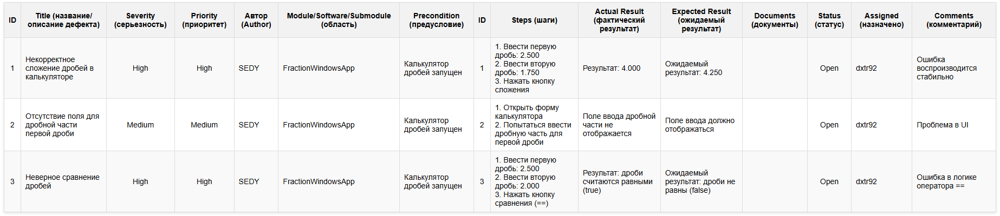 ID
Title (название/
описание дефекта)
Severity
(серьезность)
Priority
(приоритет)
Автор
(Author)
Module/Software/Submodule
(область)
Precondition
(предусловие)
ID
Steps (шаги)
Actual Result
(фактический
результат)
Expected Result
(ожидаемый
результат)
Documents
(документы)
Status
(статус)
Assigned
(назначено)
Comments
(комментарий)
1
Некорректное
сложение дробей в
калькуляторе
High
High
SEDY
FractionWindowsApp
Калькулятор
дробей запущен
1
1. Ввести первую
дробь: 2.500
2. Ввести вторую
дробь: 1.750
3. Нажать кнопку
сложения
Результат: 4.000
Ожидаемый
результат: 4.250
Open
dxtr92
Ошибка
воспроизводится
стабильно
2
Отсутствие поля для
дробной части
первой дроби
Medium
Medium
SEDY
FractionWindowsApp
Калькулятор
дробей запущен
2
1. Открыть форму
калькулятора
2. Попытаться ввести
дробную часть для
первой дроби
Поле ввода дробной
части не
отображается
Поле ввода должно
отображаться
Open
dxtr92
Проблема в UI
3
Неверное сравнение
дробей
High
High
SEDY
FractionWindowsApp
Калькулятор
дробей запущен
3
1. Ввести первую
дробь: 2.500
2. Ввести вторую
дробь: 2.000
3. Нажать кнопку
сравнения (==)
Результат: дроби
считаются равными
(true)
Ожидаемый
результат: дроби не
равны (false)
Open
dxtr92
Ошибка в логике
оператора ==